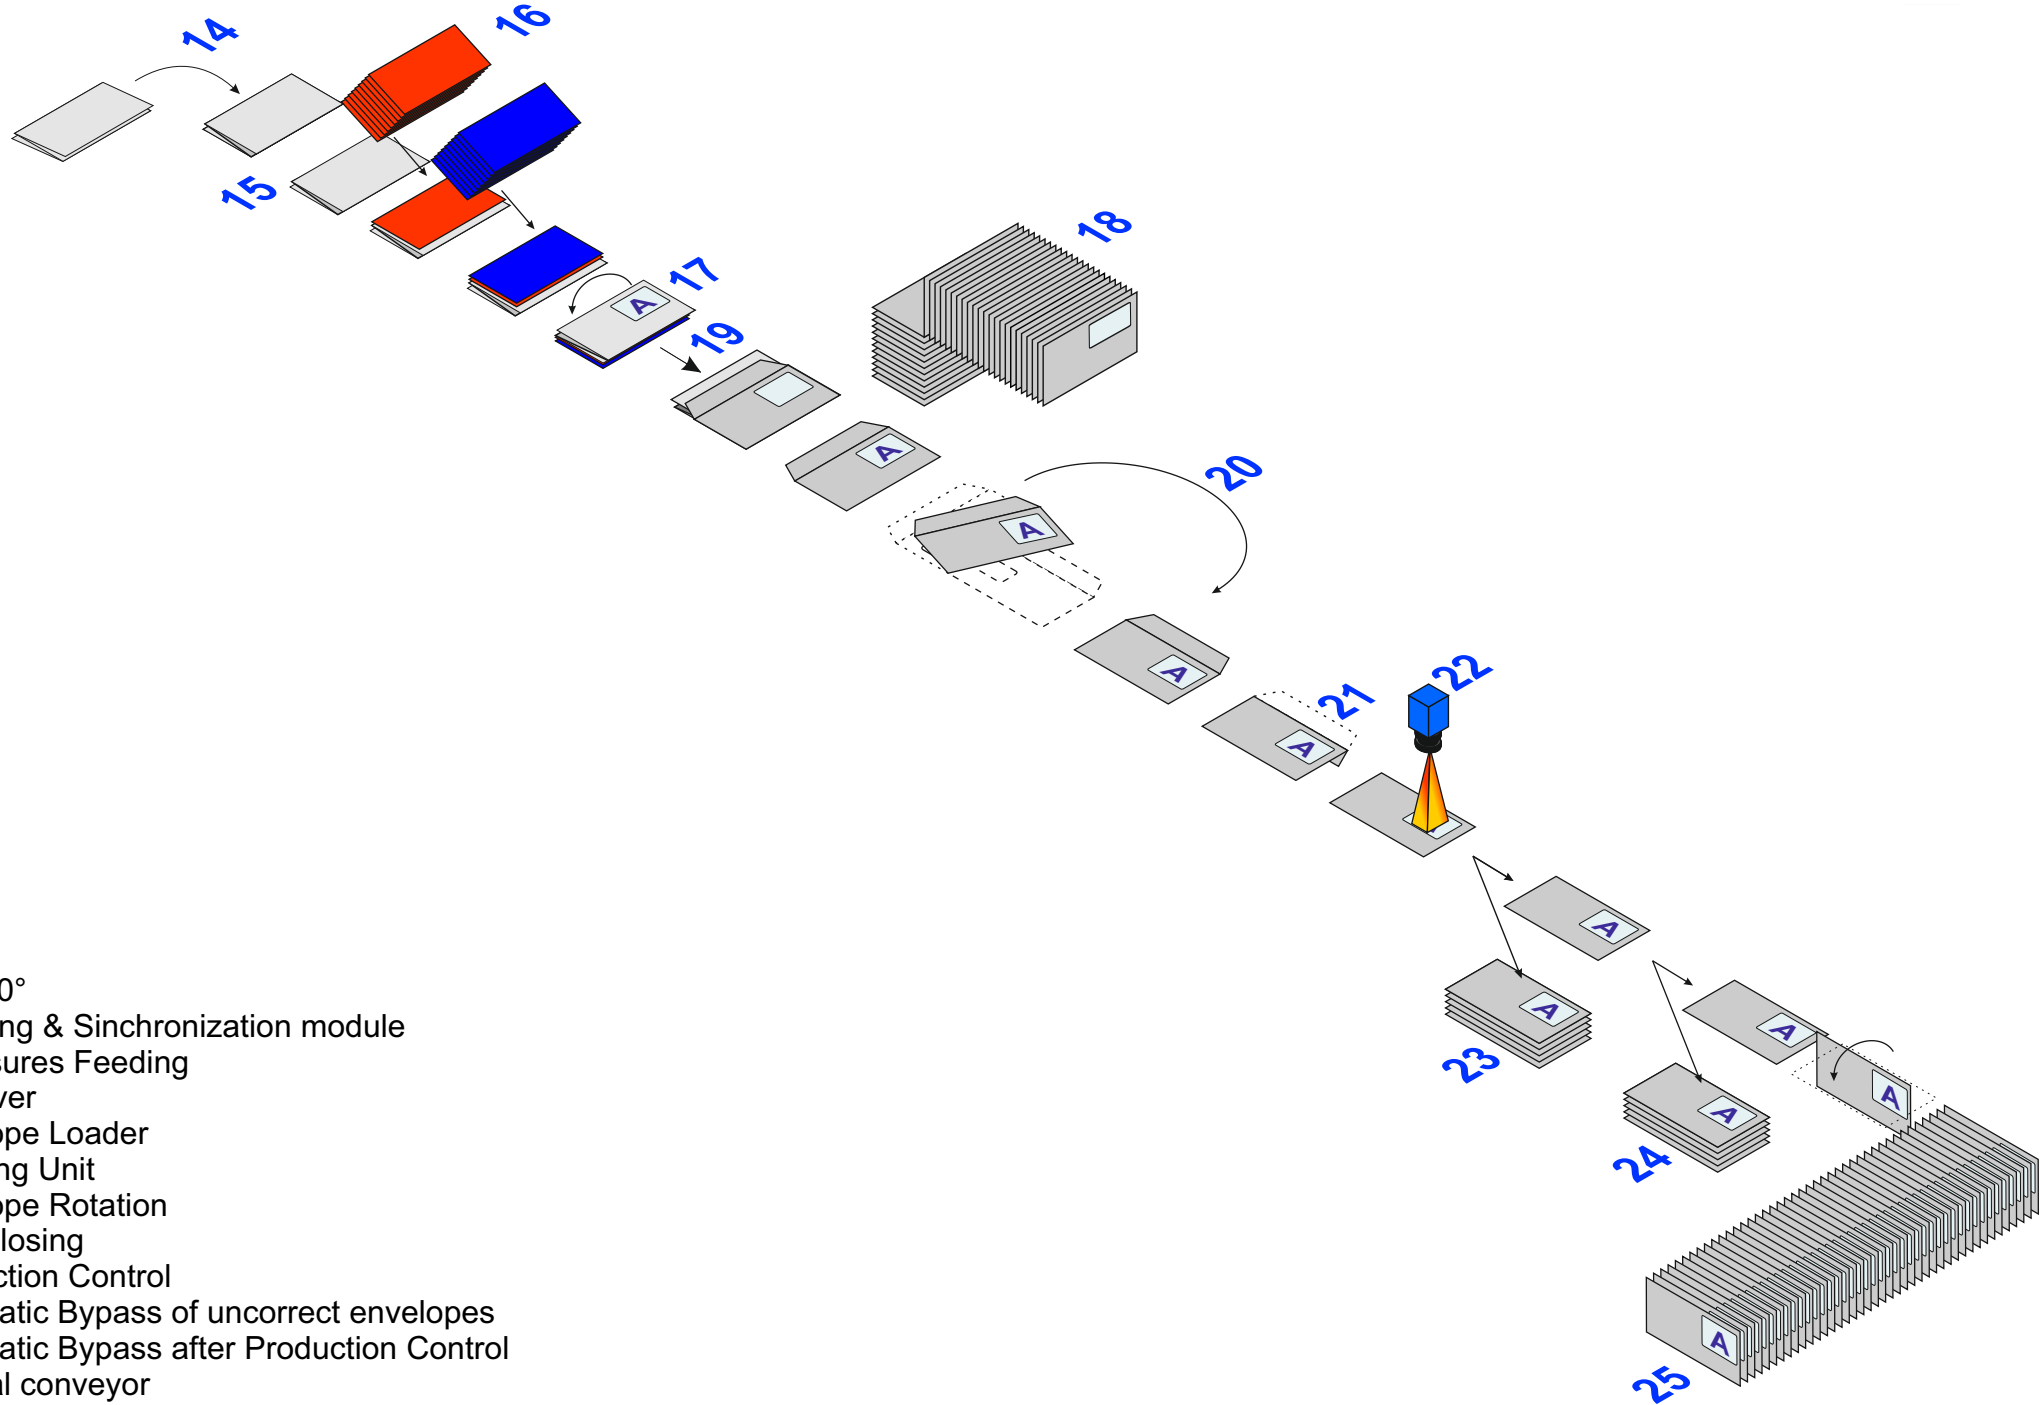 14
16
15
18
17
19
20
22
21
23
24
25
A
A
A
A
A
A
A
A
A
A
A
A
0°
ng & Sinchronization module
sures Feeding
ver
ope Loader
ng Unit
ope Rotation
losing
ction Control
atic Bypass of uncorrect envelopes
atic Bypass after Production Control
al conveyor